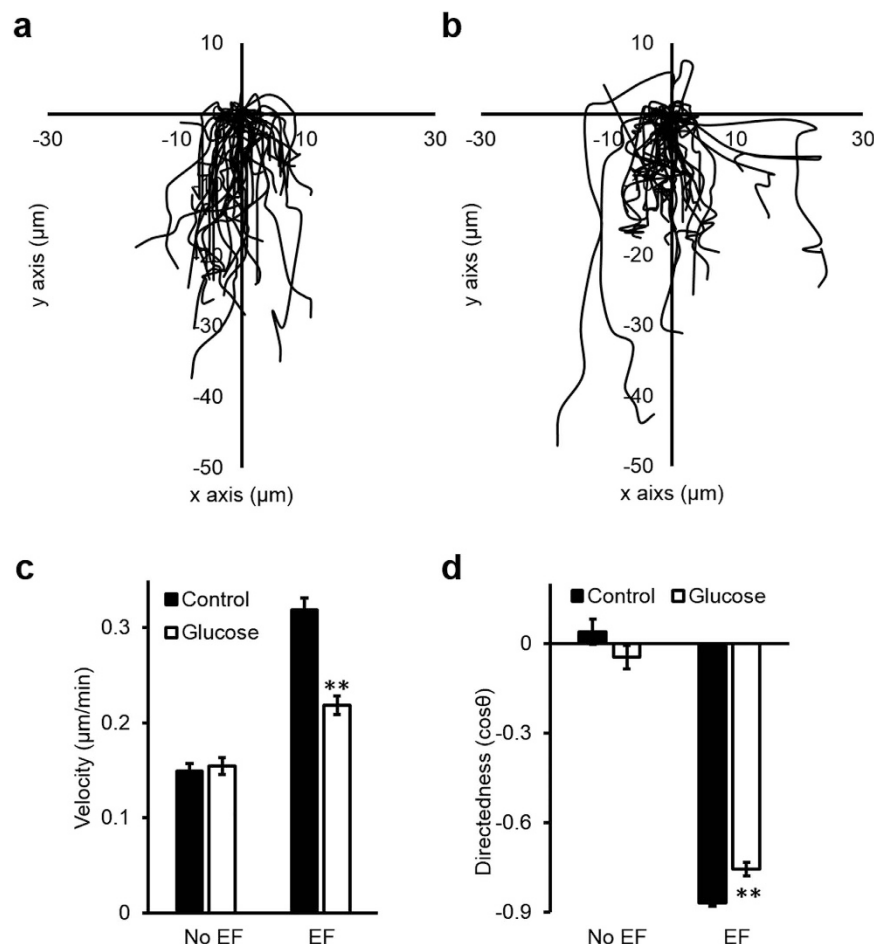 a
10
-30
-10
10
30
-20
-30
-40
-50
y axis (µm)
x axis (µm)
b
10
-30
-10
10
30
-20
-30
-40
-50
y aixs (µm)
x aixs (µm)
c
Control
Glucose
0.3
0.2
0.1
0
**
Velocity (µm/min)
No EF
EF
d
Control
Glucose
0
-0.3
-0.6
-0.9
**
Directedness (cosθ)
No EF
EF